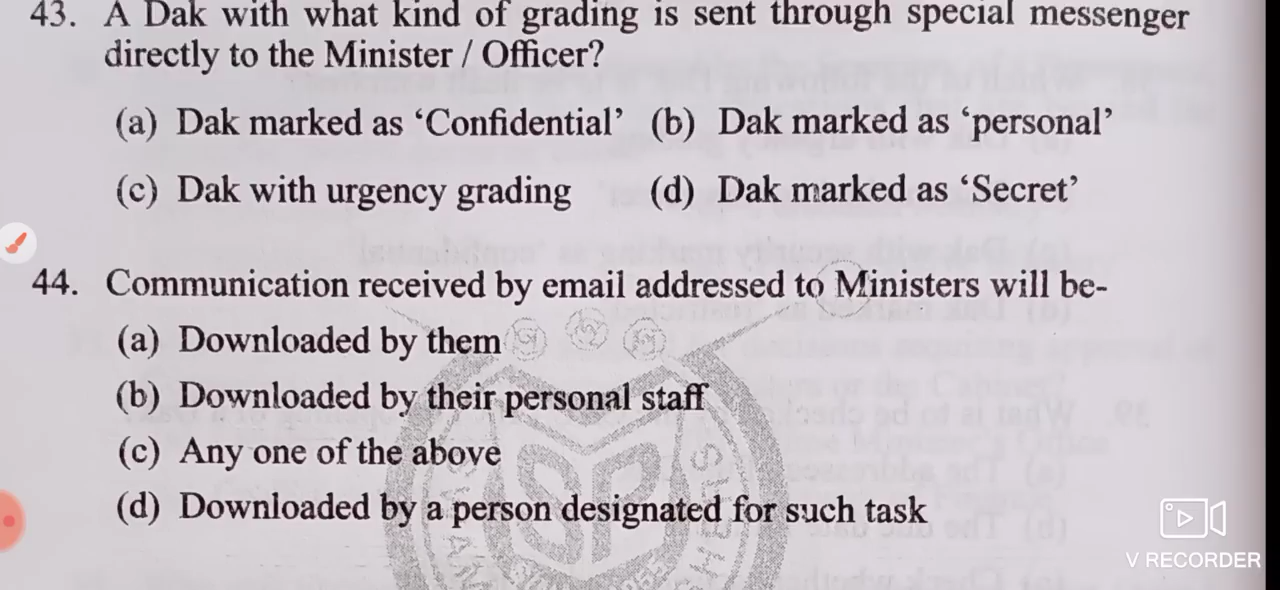 43. A Dak with what kind of grading is sent through special messenger
directly to the Minister / Officer?
(a) Dak marked as ‘Confidential’ (b) Dak marked as ‘personal’
(c) Dak with urgency grading (d) Dak marked as ‘Secret’
44. Communication received by email addressed to Ministers will be-
(a) Downloaded by them
(b) Downloaded by their personal staff
(c) Any one of the above
(d) Downloaded by a person designated for such task
V RECORDER